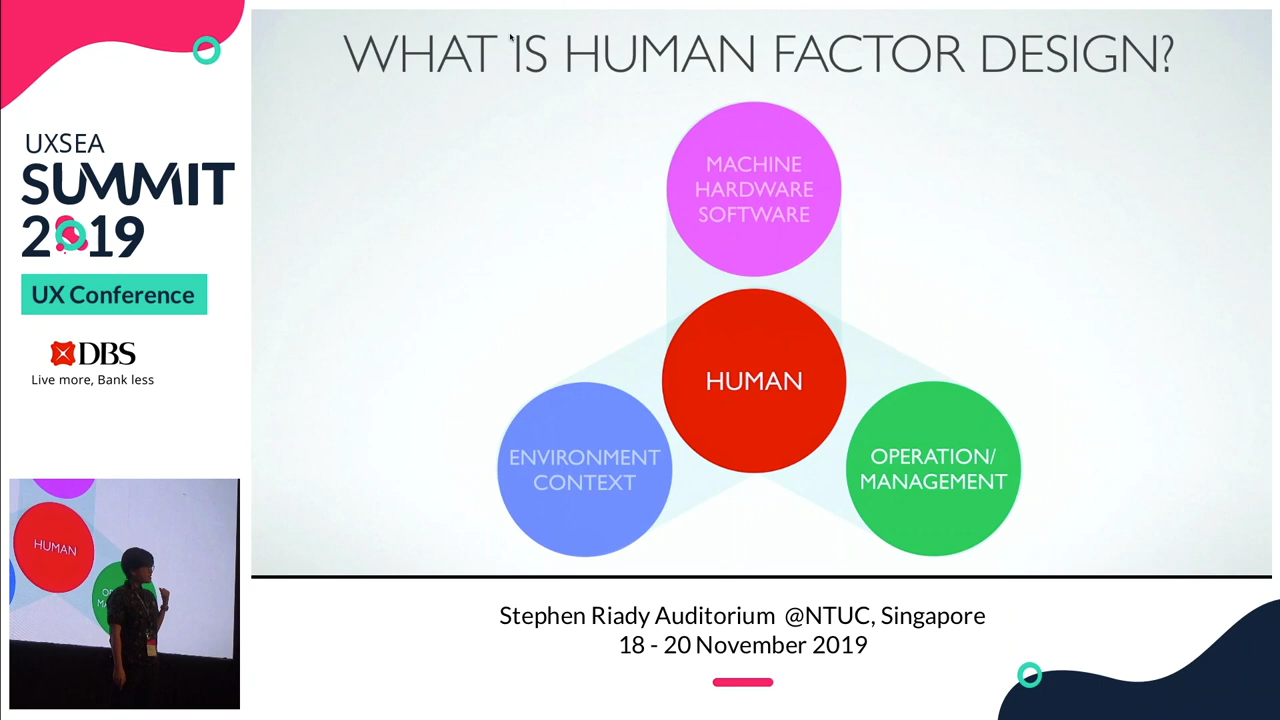 WHAT IS HUMAN FACTOR DESIGN?
UXSEA
SUMMIT
2019
UX Conference
DBS
Live more, Bank less
MACHINE
HARDWARE
SOFTWARE
HUMAN
ENVIRONMENT
CONTEXT
OPERATION/
MANAGEMENT
HUMAN
Stephen Riady Auditorium @NTUC, Singapore
18 - 20 November 2019